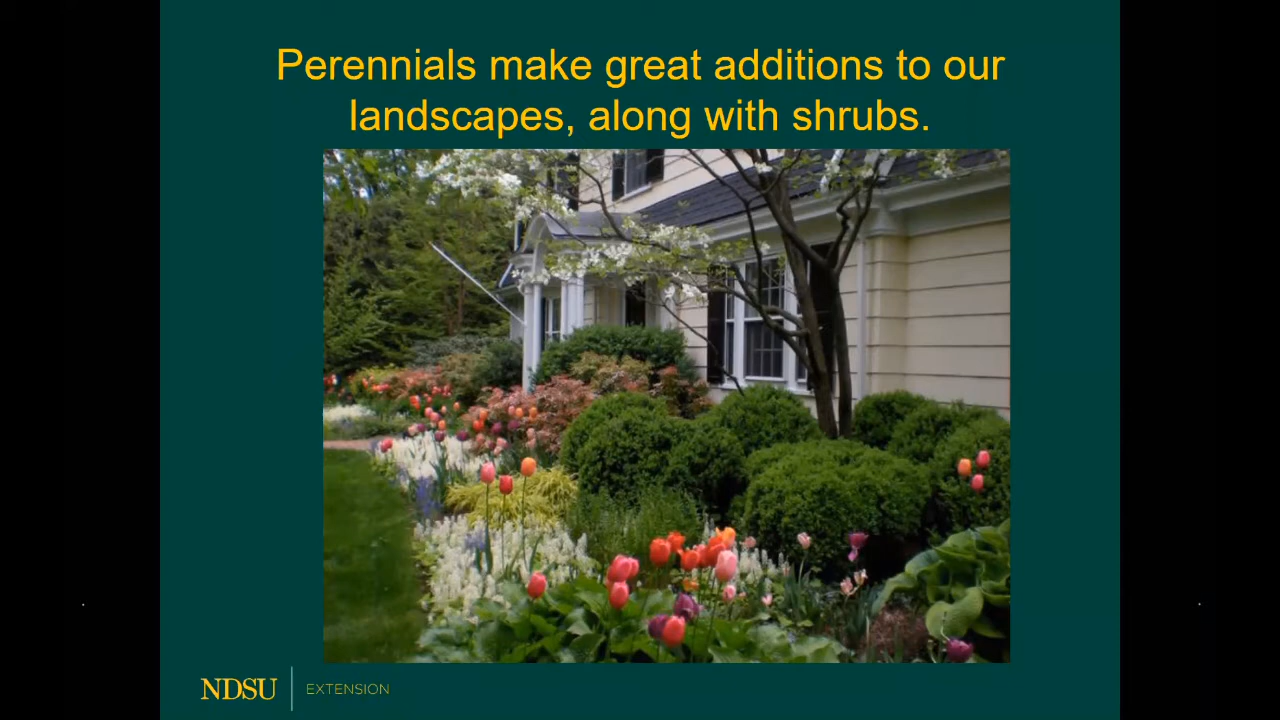 Perennials make great additions to our
landscapes, along with shrubs.
NDSU
EXTENSION